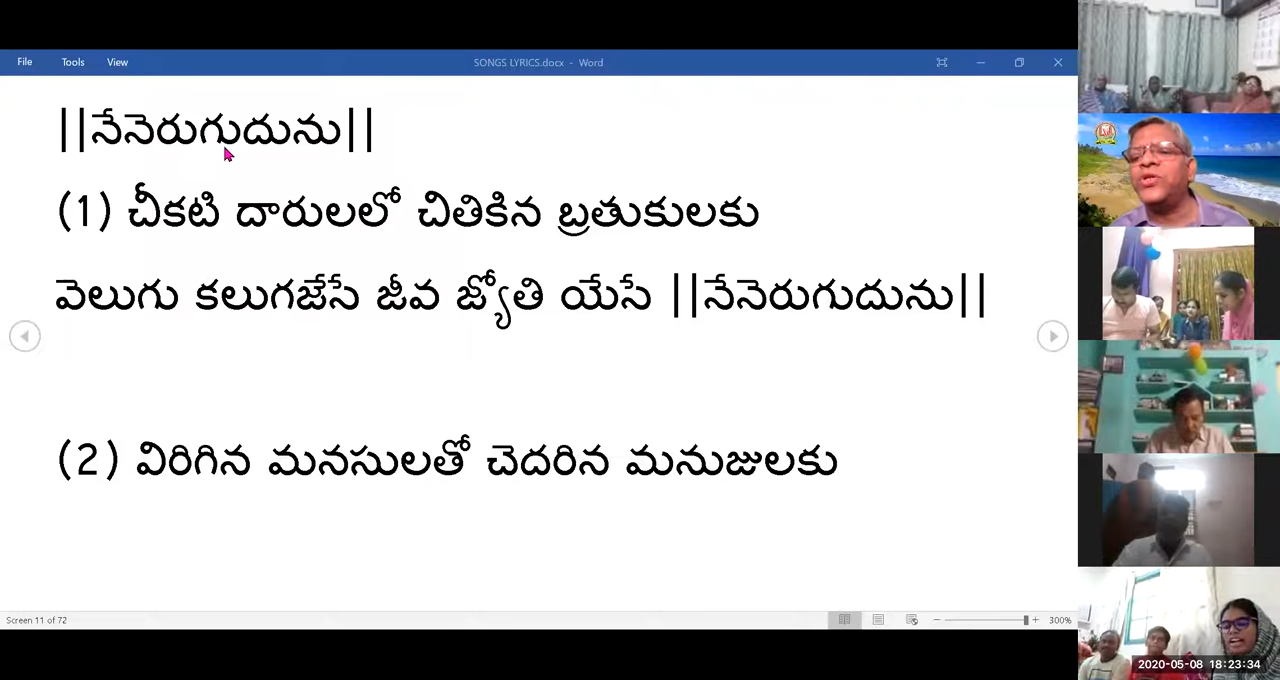 File Tools View SONGS LYRICS.docx - Word
||నేనెరుగుదును||
(1) చీకటి దారులలో చితికిన బ్రతుకులకు
వెలుగు కలుగజేసే జీవ జ్యోతి యేసే ||నేనెరుగుదును||
(2) విరిగిన మనసులతో చెదరిన మనుజులకు
Screen 11 of 72 300%
2020-05-08 18:23:34